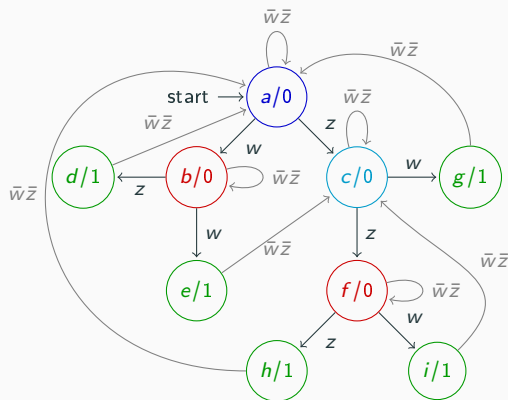 w̄z̄
w̄z̄
start
a/0
w̄z̄
z
w̄z̄
w
d/1
b/0
w̄z̄
c/0
w
g/1
z
w̄z̄
w
z
w̄z̄
w̄z̄
e/1
f/0
w̄z̄
w
z
h/1
i/1